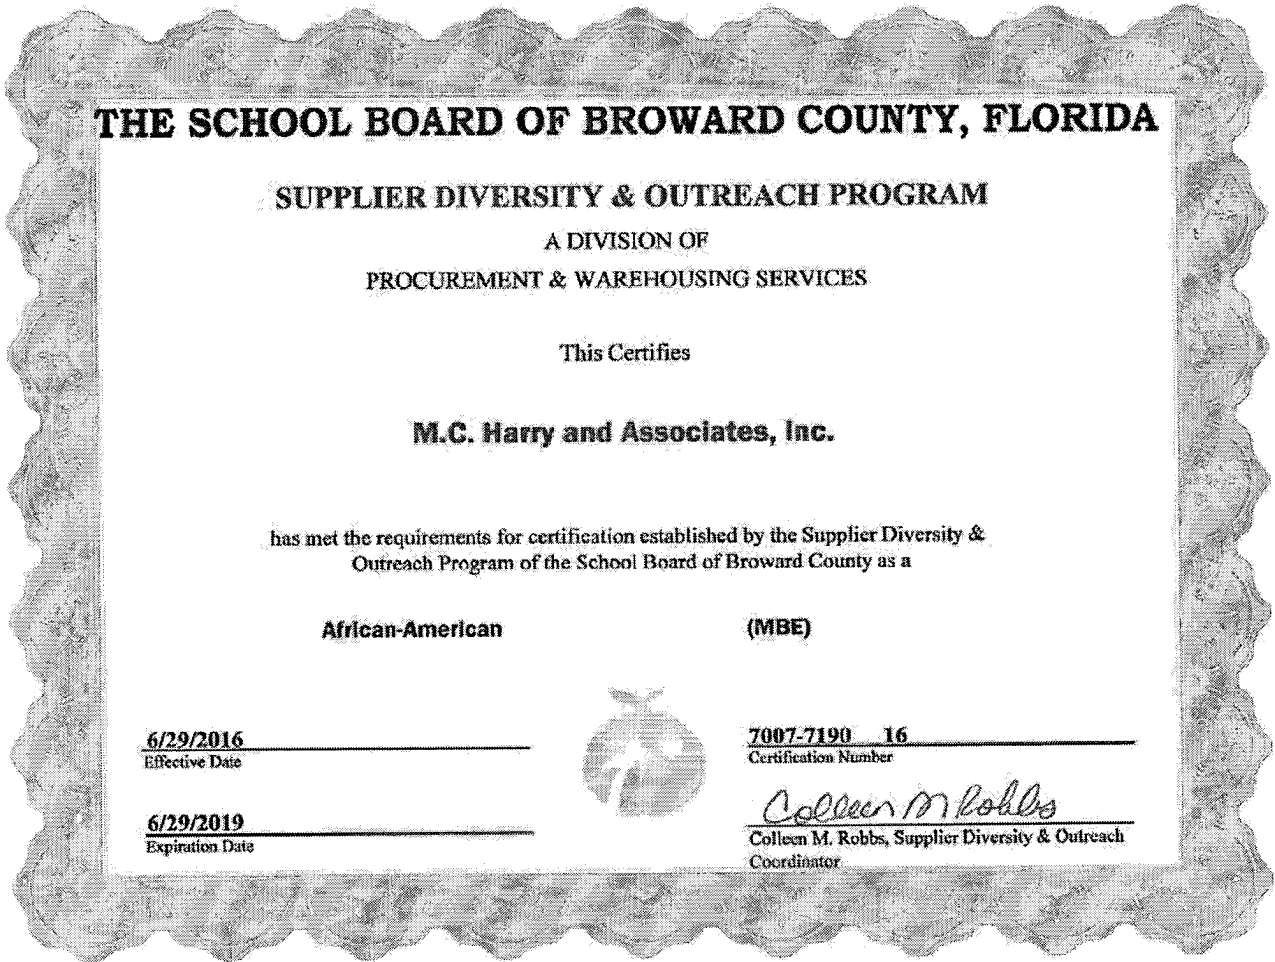 THE SCHOOL BOARD OF BROWARD COUNTY, FLORIDA
SUPPLIER DIVERSITY & OUTREACH PROGRAM
A DIVISION OF
PROCUREMENT & WAREHOUSING SERVICES
This Certifies
M.C. Harry and Associates, Inc.
has met the requirements for certification established by the Supplier Diversity &
Outreach Program of the School Board of Broward County as a
African-American (MBE)
6/29/2016
Effective Date
7007-7190 16
Certification Number
6/29/2019
Expiration Date
Colleen M Robbs
Colleen M. Robbs, Supplier Diversity & Outreach
Coordinator